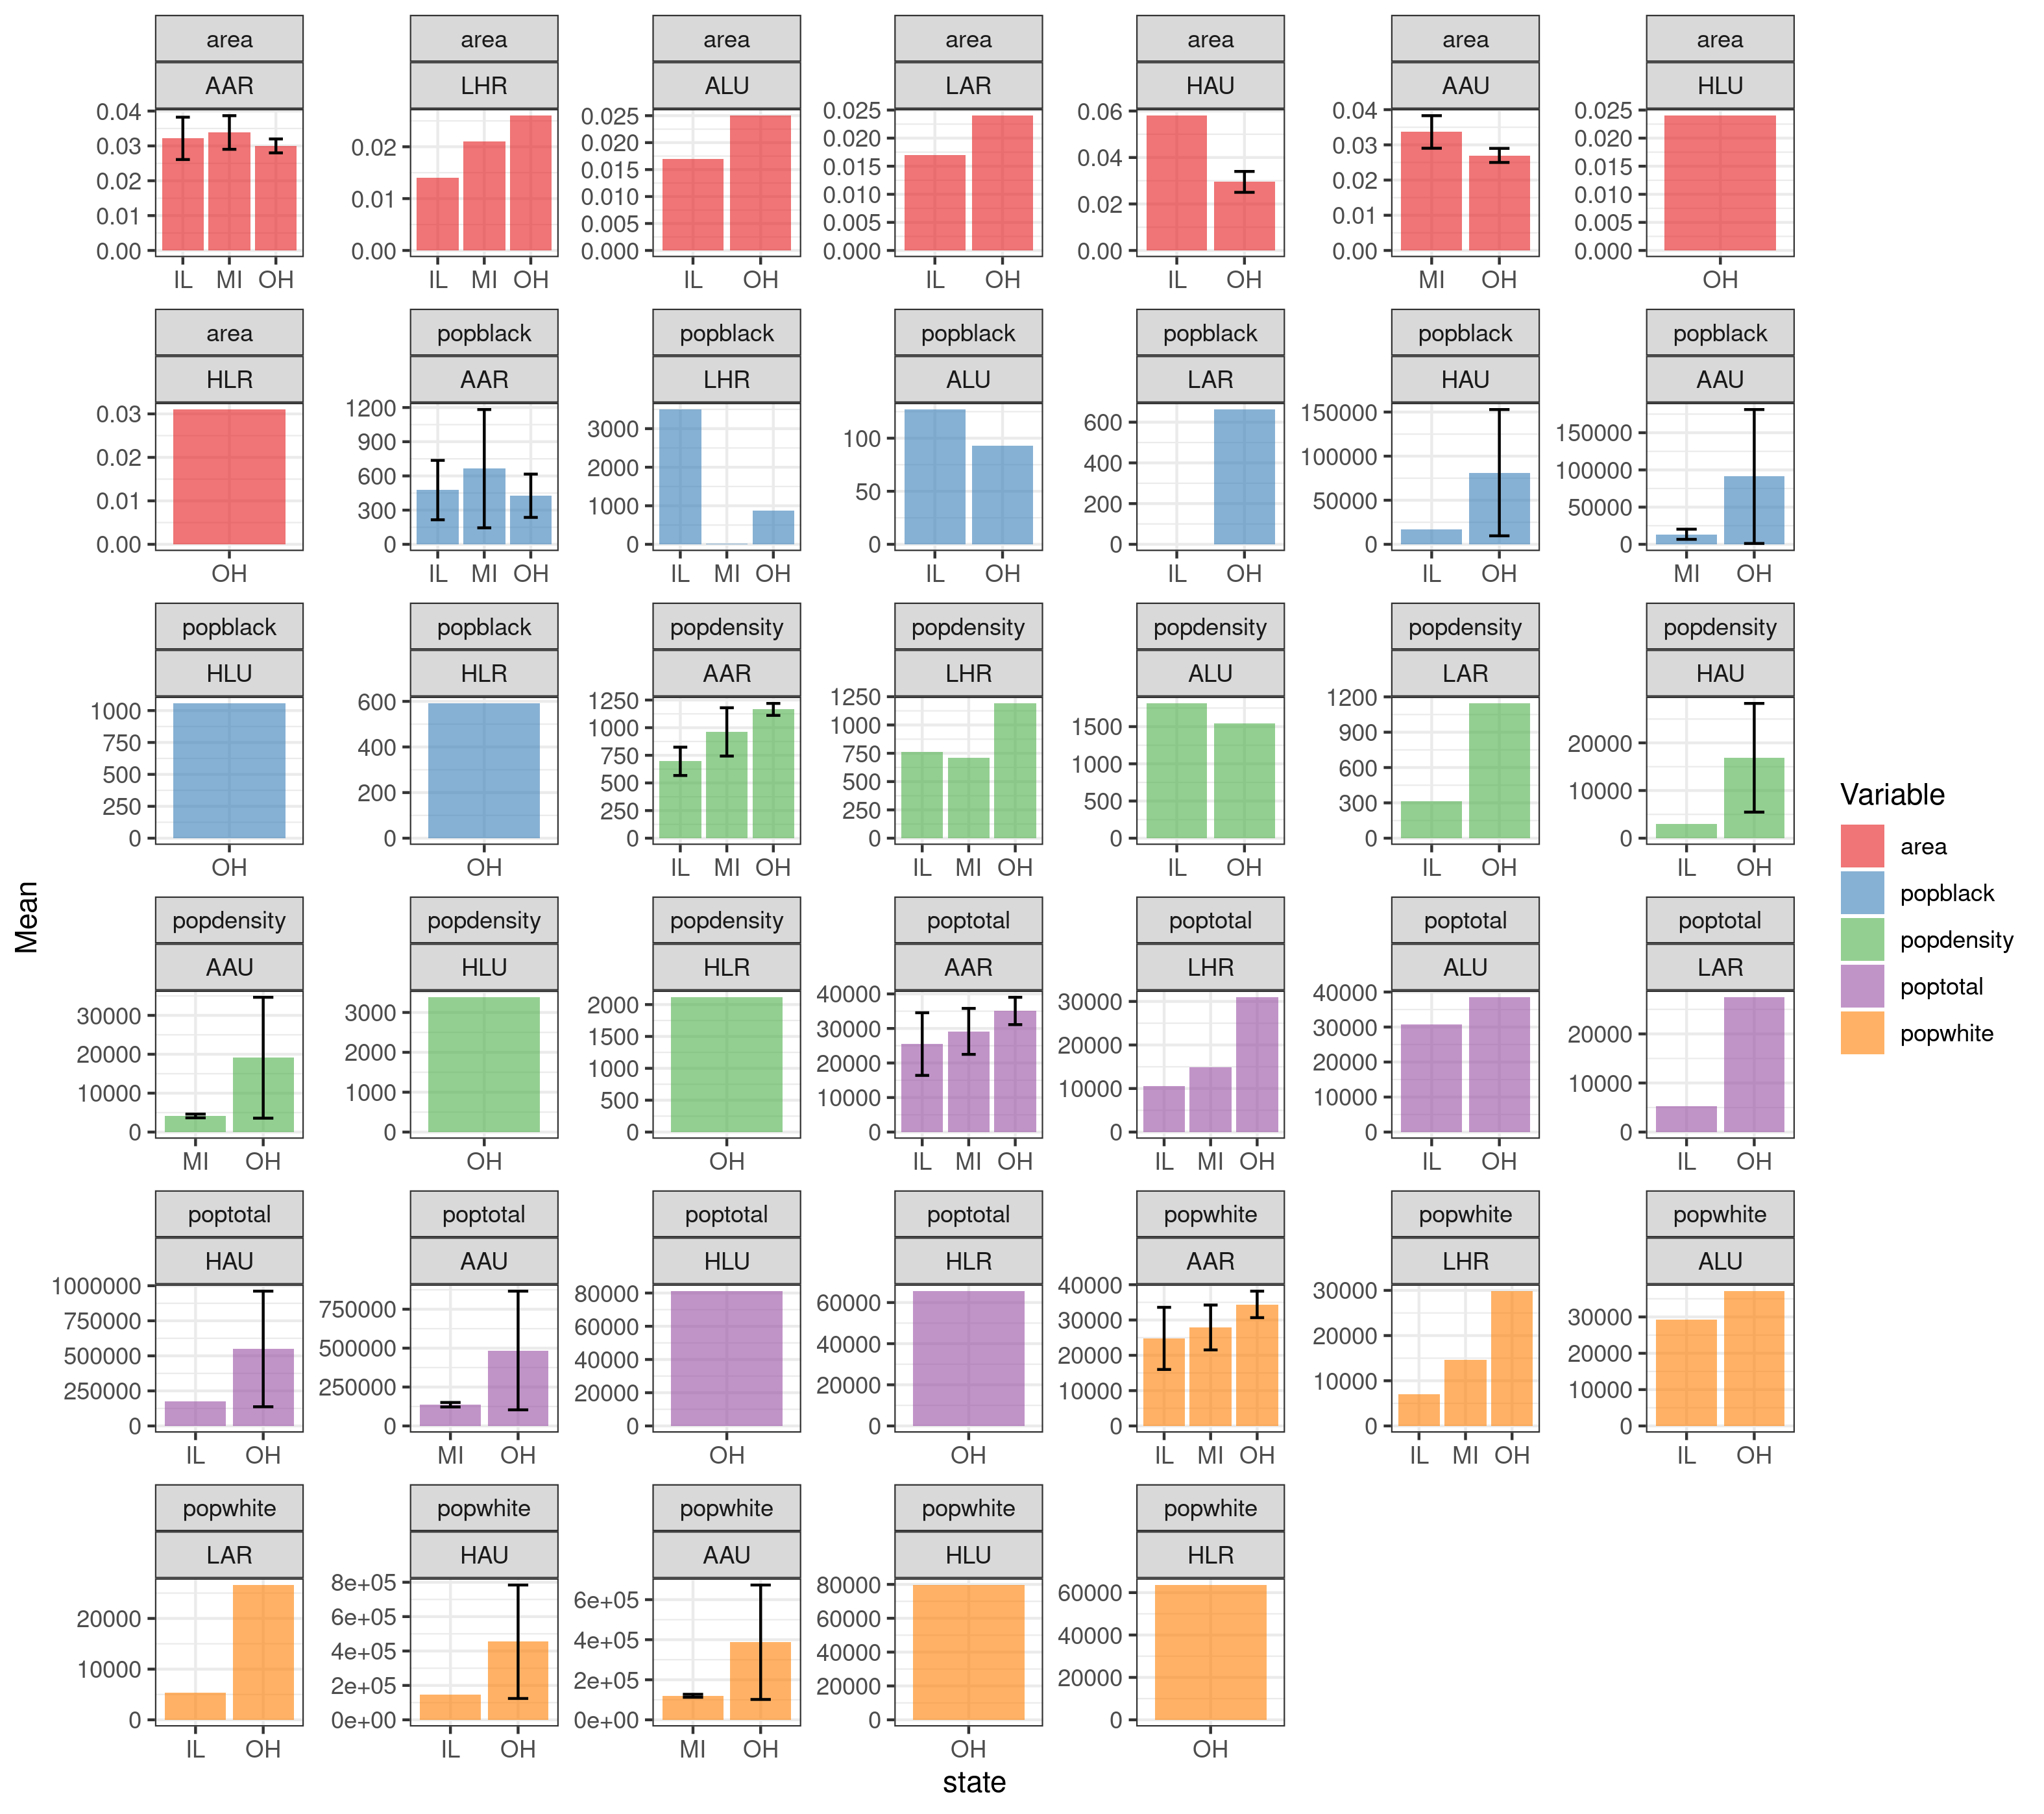 area area area area area area area
AAR LHR ALU LAR HAU AAU HLU
0.04 0.03 0.02 0.01 0.00
0.02 0.01 0.00
0.025 0.020 0.015 0.010 0.005 0.000
0.025 0.020 0.015 0.010 0.005 0.000
0.06 0.04 0.02 0.00
0.04 0.03 0.02 0.01 0.00
0.025 0.020 0.015 0.010 0.005 0.000
IL MI OH IL MI OH IL OH IL OH IL OH MI OH OH
area popblack popblack popblack popblack popblack popblack
HLR AAR LHR ALU LAR HAU AAU
0.03 0.02 0.01 0.00
1200 900 600 300 0
3000 2000 1000 0
100 50 0
600 400 200 0
150000 100000 50000 0
150000 100000 50000 0
OH IL MI OH IL MI OH IL OH IL OH IL OH MI OH
popblack popblack popdensity popdensity popdensity popdensity popdensity
HLU HLR AAR LHR ALU LAR HAU
1000 750 500 250 0
600 400 200 0
1250 1000 750 500 250 0
1250 1000 750 500 250 0
1500 1000 500 0
1200 900 600 300 0
20000 10000 0
OH OH IL MI OH IL MI OH IL OH IL OH IL OH
popdensity popdensity popdensity poptotal poptotal poptotal poptotal
AAU HLU HLR AAR LHR ALU LAR
30000 20000 10000 0
3000 2000 1000 0
2000 1500 1000 500 0
40000 30000 20000 10000 0
30000 20000 10000 0
40000 30000 20000 10000 0
20000 10000 0
MI OH OH OH IL MI OH IL MI OH IL OH IL OH
poptotal poptotal poptotal poptotal popwhite popwhite popwhite
HAU AAU HLU HLR AAR LHR ALU
1000000 750000 500000 250000 0
750000 500000 250000 0
80000 60000 40000 20000 0
60000 40000 20000 0
40000 30000 20000 10000 0
30000 20000 10000 0
30000 20000 10000 0
IL OH MI OH OH OH IL MI OH IL MI OH IL OH
popwhite popwhite popwhite popwhite popwhite
LAR HAU AAU HLU HLR
20000 10000 0
8e+05 6e+05 4e+05 2e+05 0e+00
6e+05 4e+05 2e+05 0e+00
80000 60000 40000 20000 0
60000 40000 20000 0
IL OH IL OH MI OH OH OH
state
Mean
Variable
area
popblack
popdensity
poptotal
popwhite